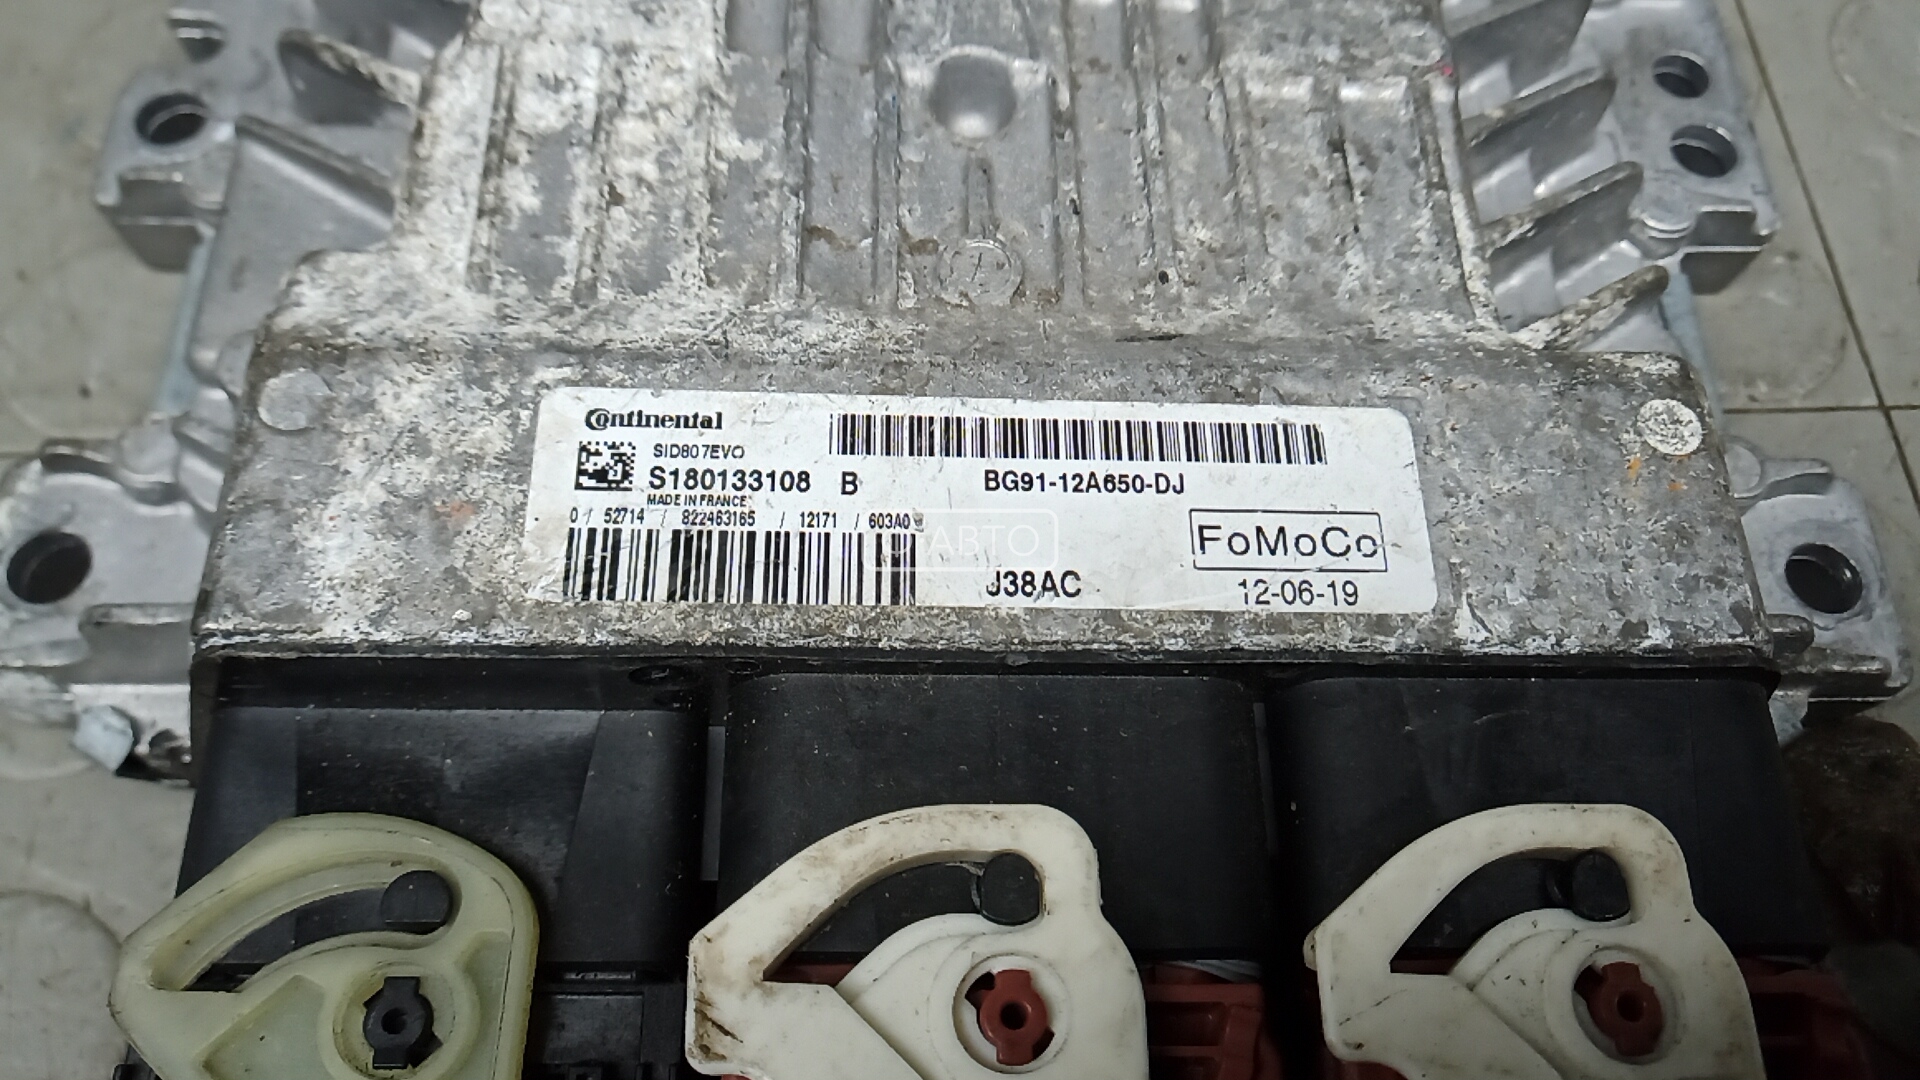 Continental
SID807EVO
S180133108 B
BG91-12A650-DJ
MADE IN FRANCE
0 52714 / 822463165 / 12171 / 603A0
АВТО
FoMoCo
J38AC
12-06-19